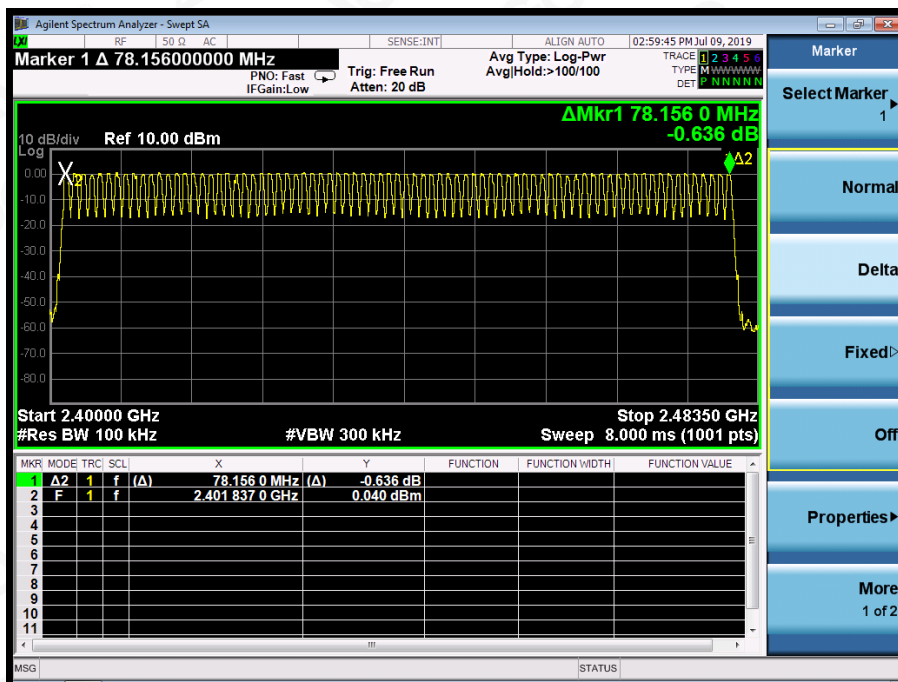 Agilent Spectrum Analyzer - Swept SA
LXI RF 50 Ω AC SENSE:INT ALIGN AUTO 02:59:45 PM Jul 09, 2019
Marker 1 Δ 78.156000000 MHz
PNO: Fast
IFGain:Low
Trig: Free Run
Atten: 20 dB
Avg Type: Log-Pwr
Avg|Hold:>100/100
TRACE 1 2 3 4 5 6
TYPE M WWWWW
DET P N N N N N
ΔMkr1 78.156 0 MHz
-0.636 dB
10 dB/div Ref 10.00 dBm
Log
0.00
-10.0
-20.0
-30.0
-40.0
-50.0
-60.0
-70.0
-80.0
X2
Δ2
Start 2.40000 GHz Stop 2.48350 GHz
#Res BW 100 kHz #VBW 300 kHz Sweep 8.000 ms (1001 pts)
MKR MODE TRC SCL X Y FUNCTION FUNCTION WIDTH FUNCTION VALUE
1 Δ2 1 f (Δ) 78.156 0 MHz (Δ) -0.636 dB
2 F 1 f 2.401 837 0 GHz 0.040 dBm
3
4
5
6
7
8
9
10
11
MSG STATUS
Marker
Select Marker
1
Normal
Delta
Fixed
Off
Properties
More
1 of 2